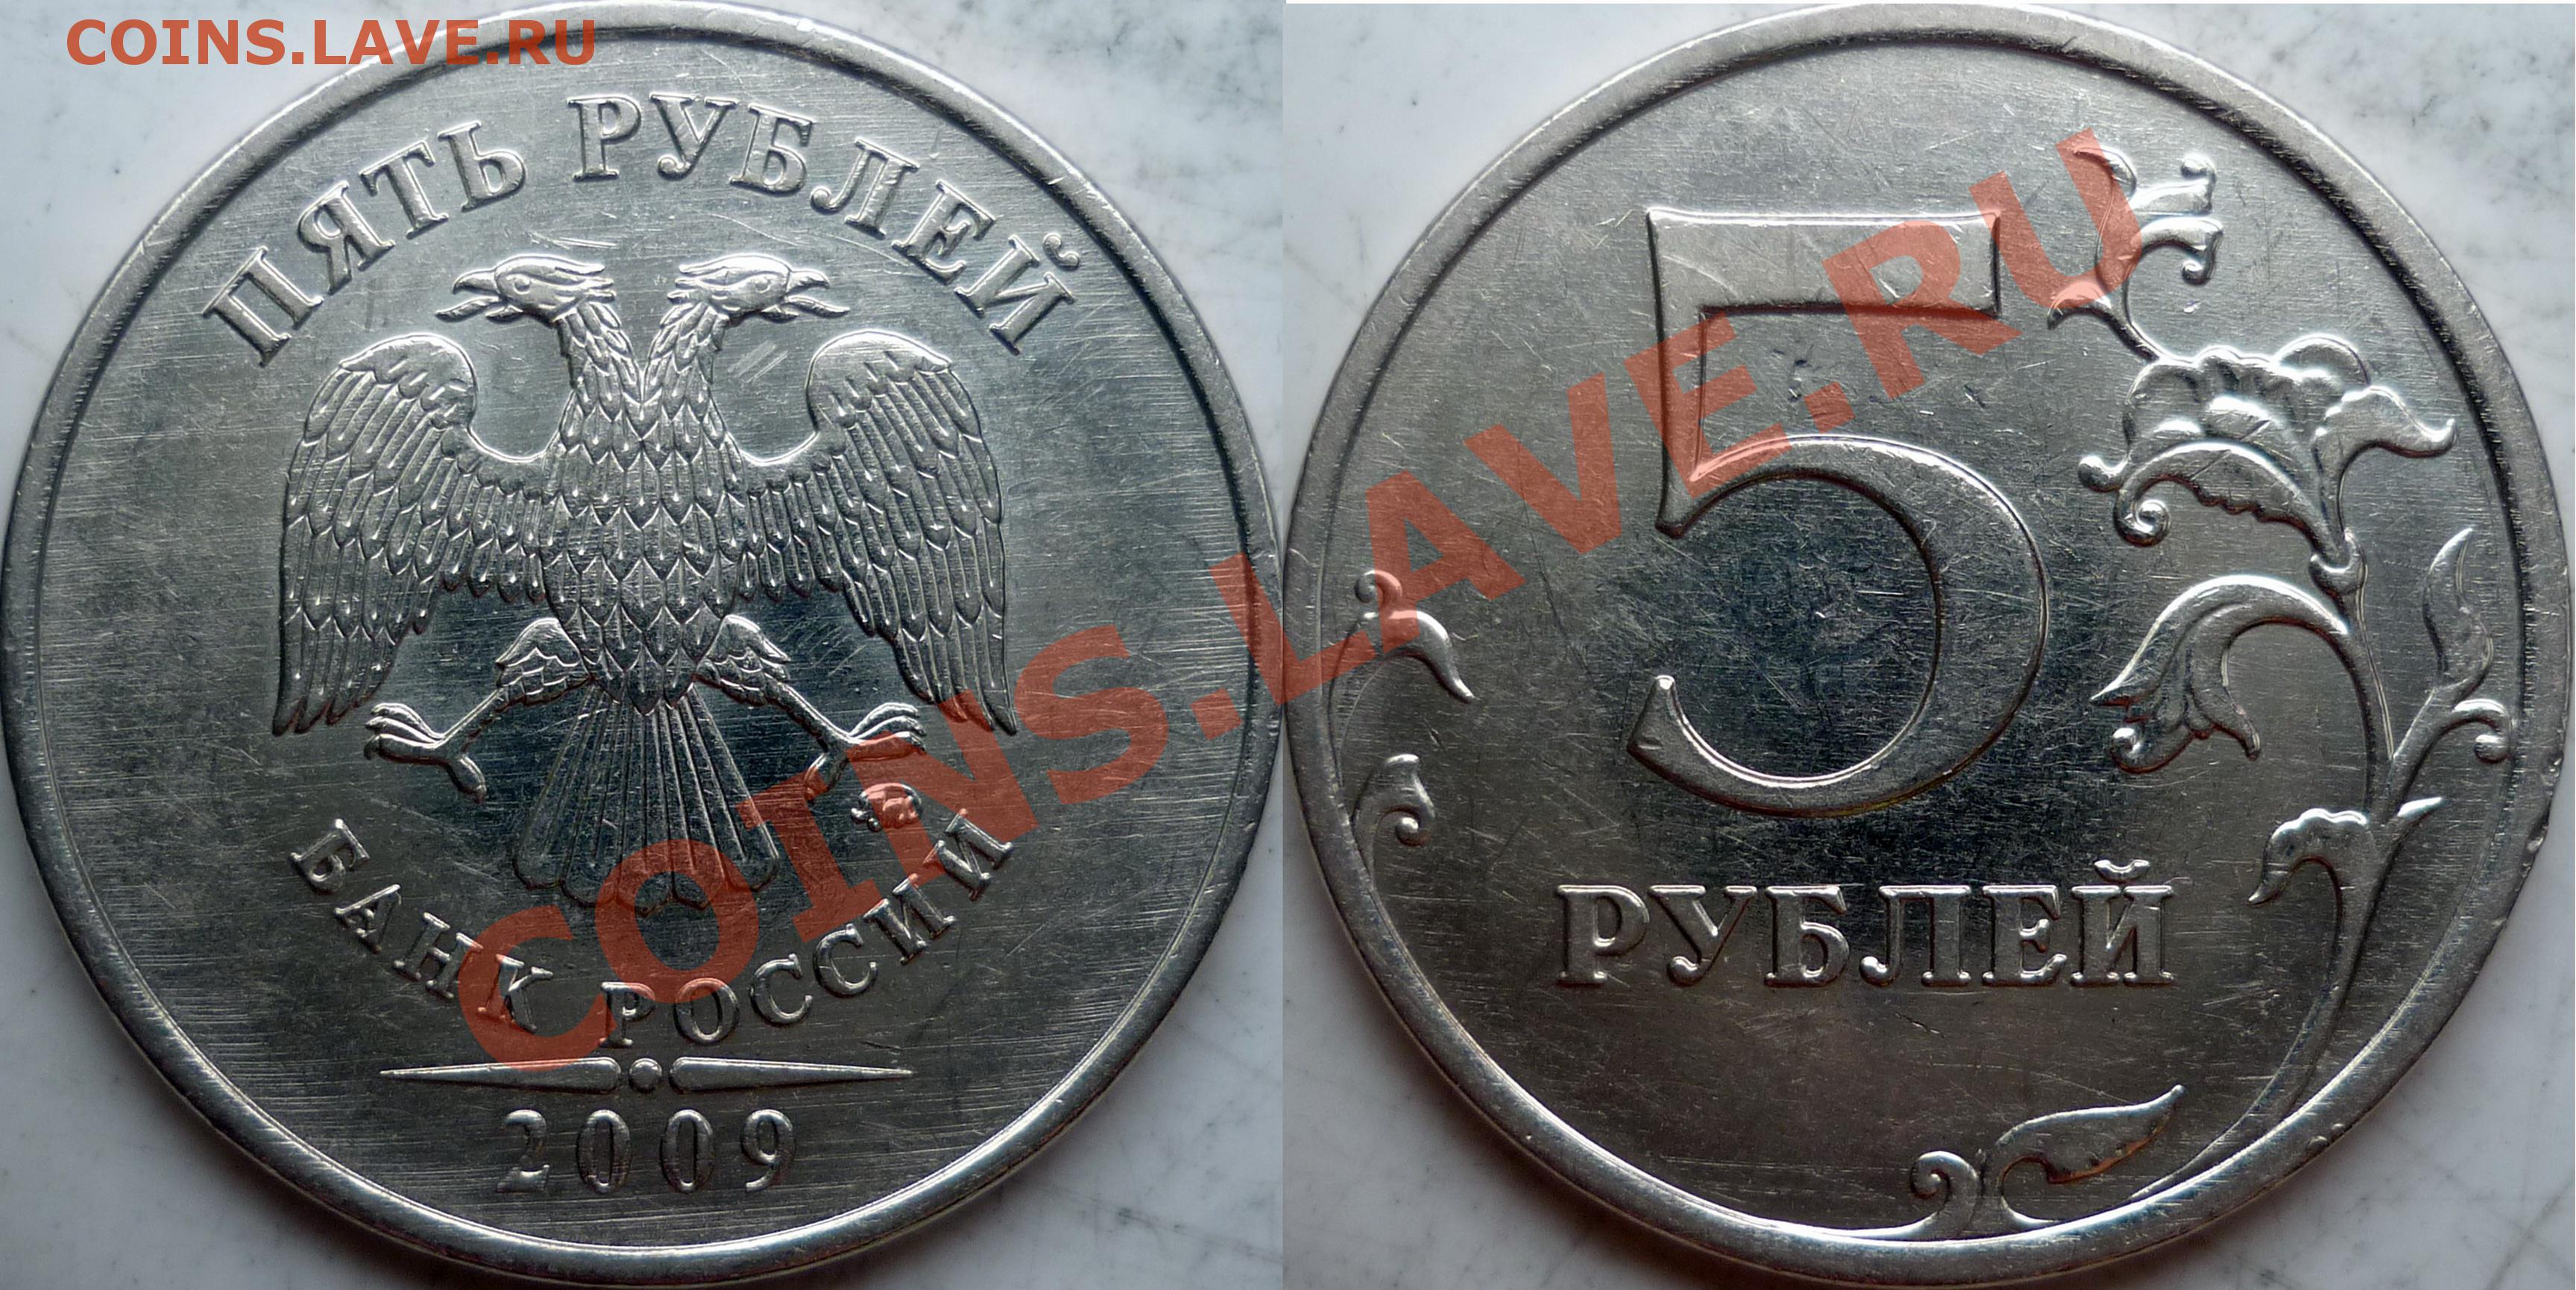 COINS.LAVE.RU
ПЯТЬ РУБЛЕЙ
БАНК РОССИИ
2009
5
РУБЛЕЙ
COINS.LAVE.RU